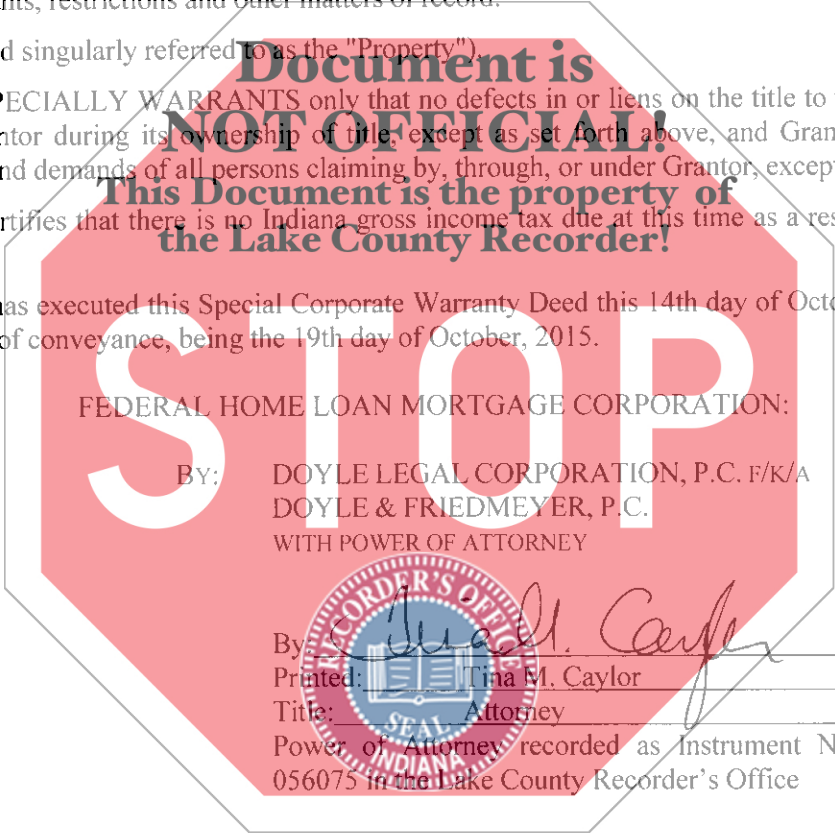 nts, restrictions and other matters of record.
d singularly referred to as the "Property"),
Document is
PECIALLY WARRANTS only that no defects in or liens on the title to
ntor during its ownership of title, except as set forth above, and Gran
NOT OFFICIAL!
nd demands of all persons claiming by, through, or under Grantor, excep
This Document is the property of
rtifies that there is no Indiana gross income tax due at this time as a res
the Lake County Recorder!
as executed this Special Corporate Warranty Deed this 14th day of Octo
of conveyance, being the 19th day of October, 2015.
STOP
FEDERAL HOME LOAN MORTGAGE CORPORATION:
BY: DOYLE LEGAL CORPORATION, P.C. F/K/A
DOYLE & FRIEDMEYER, P.C.
WITH POWER OF ATTORNEY
RECORDER'S OFFICE
By: Tina M. Caylor
Printed: Tina M. Caylor
Title: Attorney
SEAL
INDIANA
Power of Attorney recorded as Instrument N
056075 in the Lake County Recorder's Office